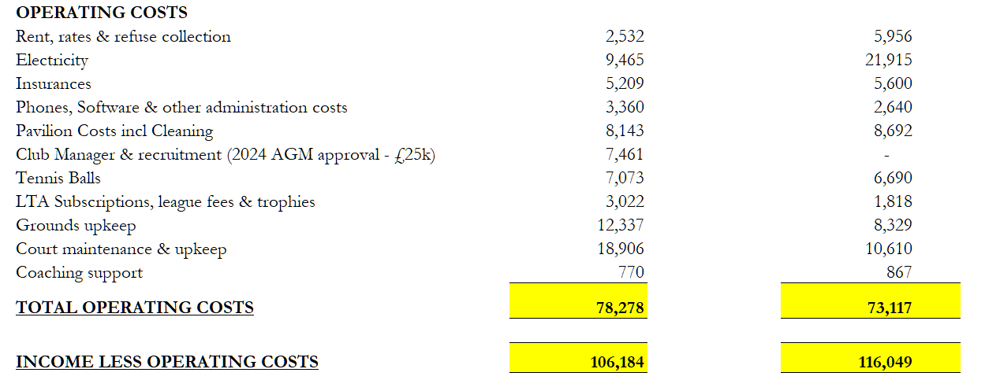 OPERATING COSTS
Rent, rates & refuse collection 2,532 5,956
Electricity 9,465 21,915
Insurances 5,209 5,600
Phones, Software & other administration costs 3,360 2,640
Pavilion Costs incl Cleaning 8,143 8,692
Club Manager & recruitment (2024 AGM approval - £25k) 7,461 -
Tennis Balls 7,073 6,690
LTA Subscriptions, league fees & trophies 3,022 1,818
Grounds upkeep 12,337 8,329
Court maintenance & upkeep 18,906 10,610
Coaching support 770 867
TOTAL OPERATING COSTS 78,278 73,117
INCOME LESS OPERATING COSTS 106,184 116,049